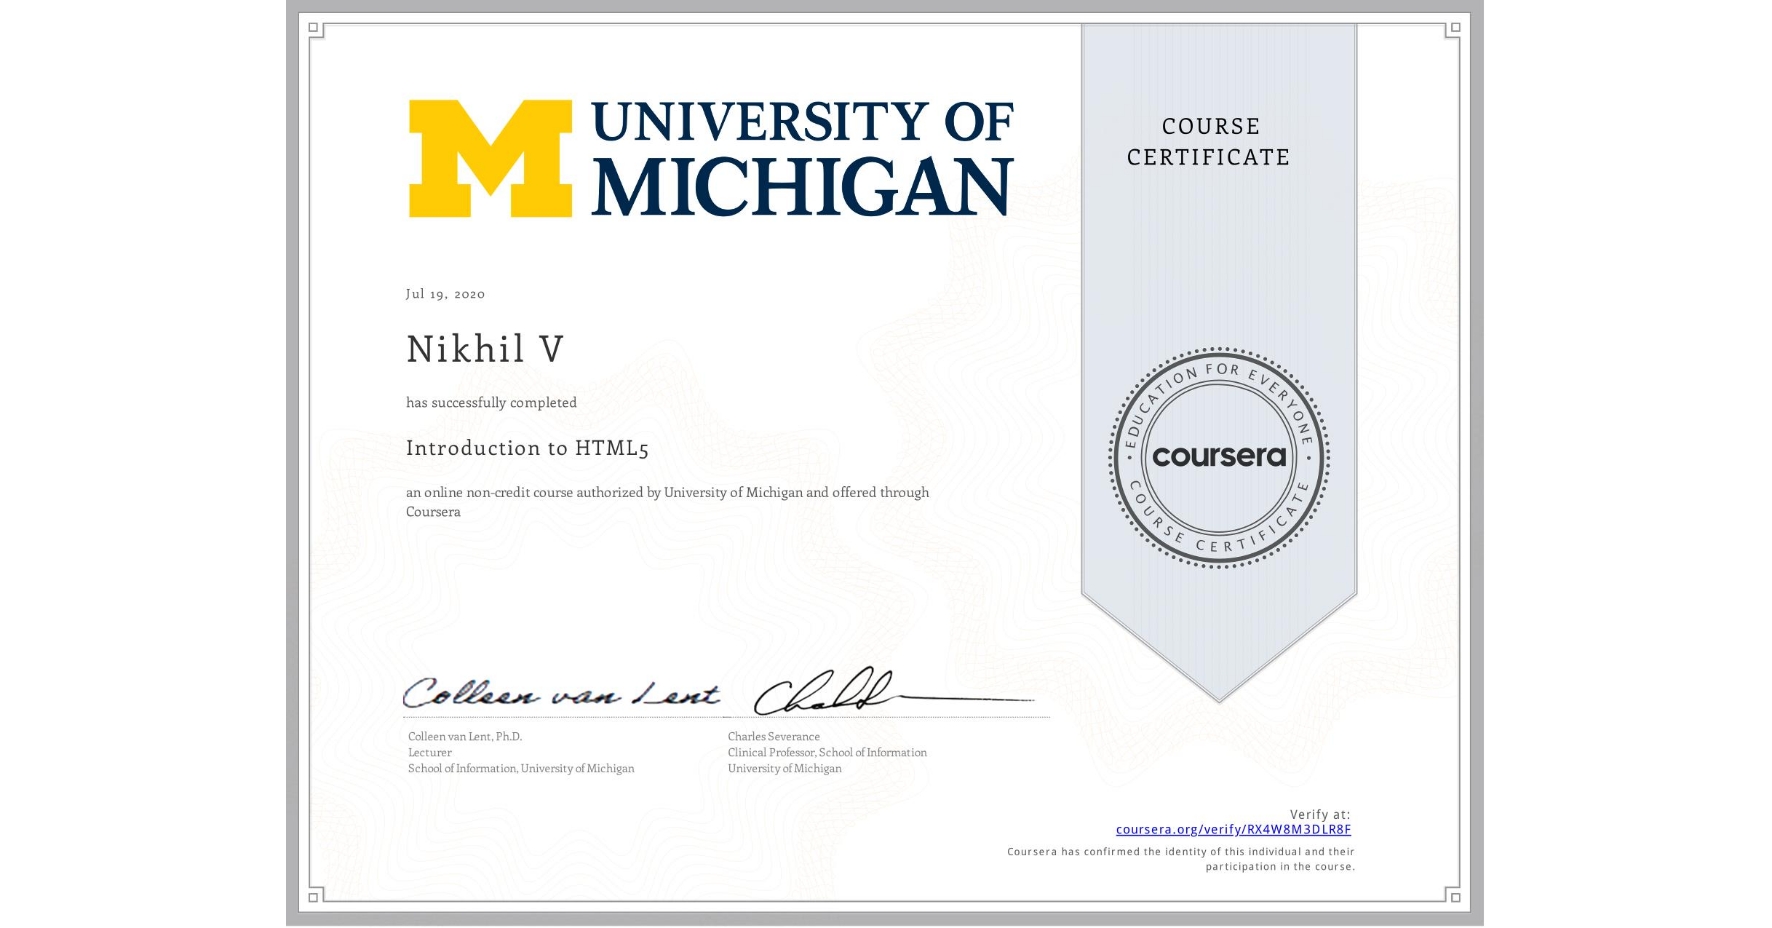 UNIVERSITY OF
MICHIGAN
COURSE
CERTIFICATE
Jul 19, 2020
Nikhil V
has successfully completed
Introduction to HTML5
an online non-credit course authorized by University of Michigan and offered through
Coursera
EDUCATION FOR EVERYONE
coursera
COURSE CERTIFICATE
Colleen van Lent
Colleen van Lent, Ph.D.
Lecturer
School of Information, University of Michigan
Charles Severance
Clinical Professor, School of Information
University of Michigan
Verify at:
coursera.org/verify/RX4W8M3DLR8F
Coursera has confirmed the identity of this individual and their
participation in the course.